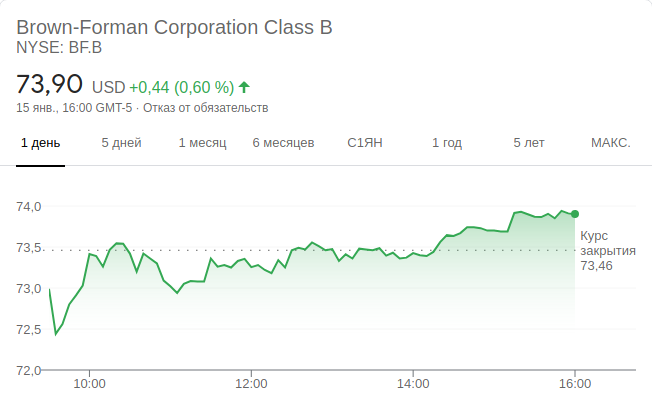 Brown-Forman Corporation Class B
NYSE: BF.B
73,90 USD +0,44 (0,60 %)
15 янв., 16:00 GMT-5 · Отказ от обязательств
1 день 5 дней 1 месяц 6 месяцев С1ЯН 1 год 5 лет МАКС.
74,0
73,5
73,0
72,5
72,0
Курс
закрытия
73,46
10:00 12:00 14:00 16:00